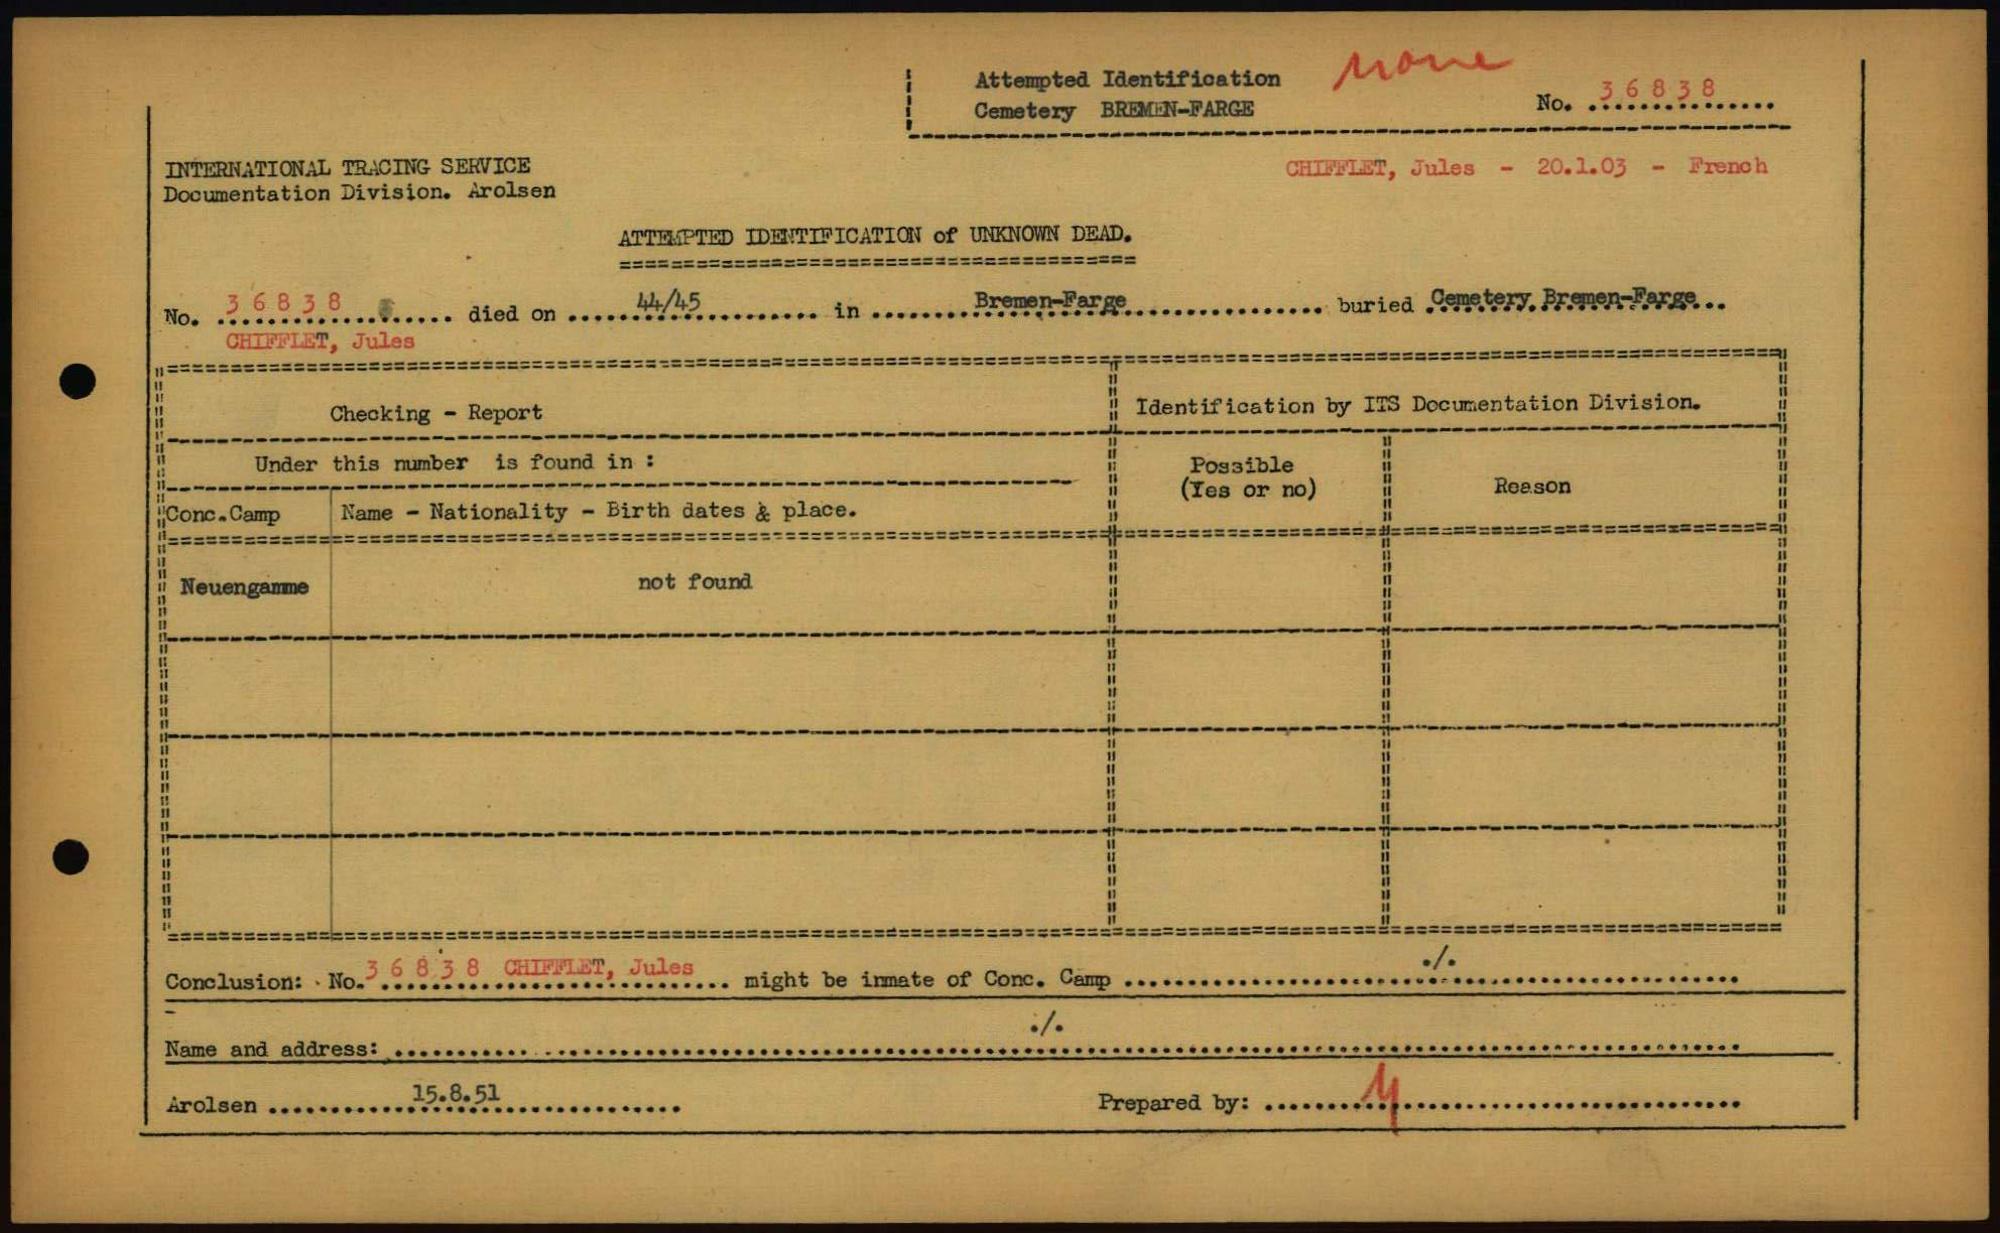 Attempted Identification none
Cemetery BREMEN-FARGE No. 36838
INTERNATIONAL TRACING SERVICE CHIFFLET, Jules - 20.1.03 - French
Documentation Division. Arolsen
ATTEMPTED IDENTIFICATION of UNKNOWN DEAD.
No. 36838 died on 44/45 in Bremen-Farge buried Cemetery Bremen-Farge
CHIFFLET, Jules
Checking - Report Identification by ITS Documentation Division.
Under this number is found in :
Possible
(Yes or no) Reason
Conc.Camp Name - Nationality - Birth dates & place.
Neuengamme not found
Conclusion: No. 36838 CHIFFLET, Jules might be inmate of Conc. Camp ./.
Name and address: ./.
Arolsen 15.8.51 Prepared by: